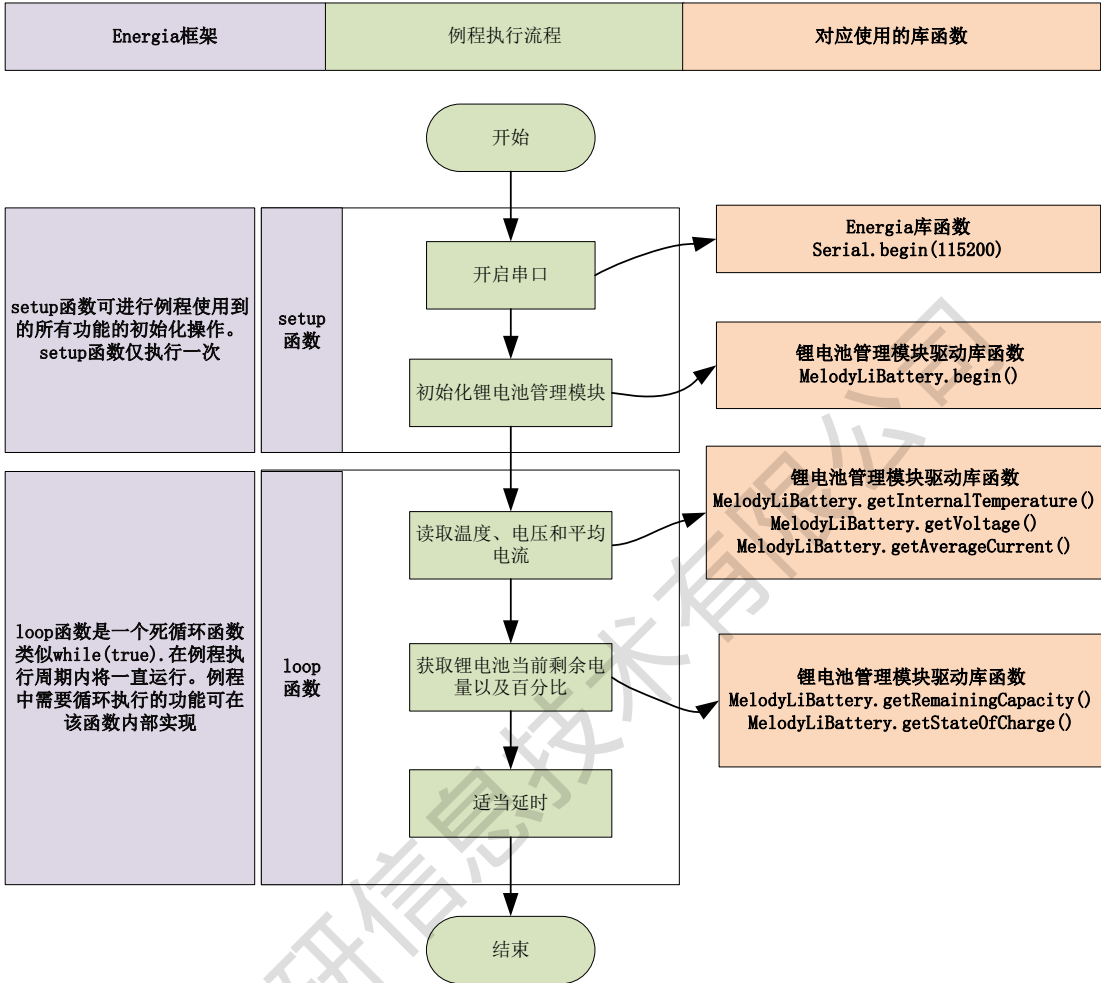 Energia框架
例程执行流程
对应使用的库函数
开始
setup函数可进行例程使用到
的所有功能的初始化操作。
setup函数仅执行一次
setup
函数
开启串口
Energia库函数
Serial.begin(115200)
初始化锂电池管理模块
锂电池管理模块驱动库函数
MelodyLiBattery.begin()
loop函数是一个死循环函数
类似while(true).在例程执
行周期内将一直运行。例程
中需要循环执行的功能可在
该函数内部实现
loop
函数
读取温度、电压和平均
电流
锂电池管理模块驱动库函数
MelodyLiBattery.getInternalTemperature()
MelodyLiBattery.getVoltage()
MelodyLiBattery.getAverageCurrent()
获取锂电池当前剩余电
量以及百分比
锂电池管理模块驱动库函数
MelodyLiBattery.getRemainingCapacity()
MelodyLiBattery.getStateOfCharge()
适当延时
结束
研信息技术有限公司